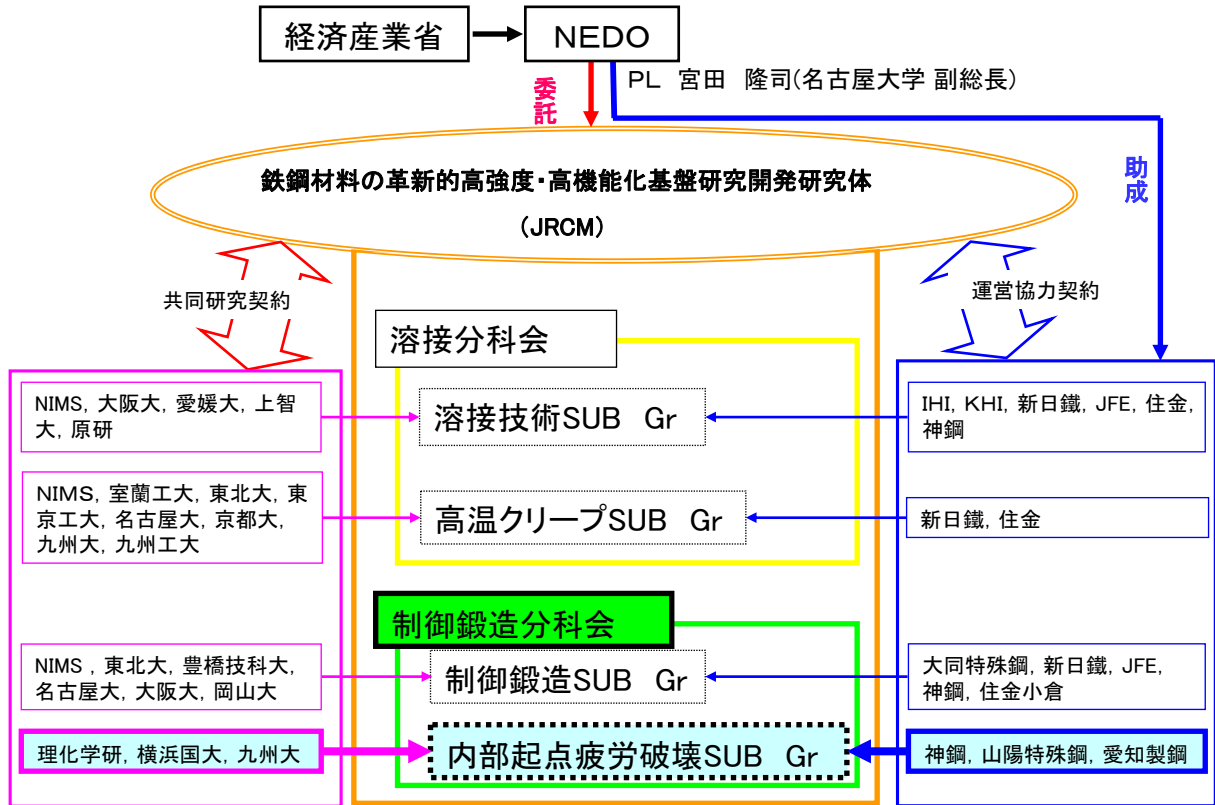 経済産業省
NEDO
PL 宮田 隆司(名古屋大学 副総長)
委託
助成
鉄鋼材料の革新的高強度・高機能化基盤研究開発研究体
(JRCM)
共同研究契約
運営協力契約
溶接分科会
NIMS, 大阪大, 愛媛大, 上智
大, 原研
溶接技術SUB Gr
IHI, KHI, 新日鐵, JFE, 住金,
神鋼
NIMS, 室蘭工大, 東北大, 東
京工大, 名古屋大, 京都大,
九州大, 九州工大
高温クリープSUB Gr
新日鐵, 住金
制御鍛造分科会
NIMS , 東北大, 豊橋技科大,
名古屋大, 大阪大, 岡山大
制御鍛造SUB Gr
大同特殊鋼, 新日鐵, JFE,
神鋼, 住金小倉
理化学研, 横浜国大, 九州大
内部起点疲労破壊SUB Gr
神鋼, 山陽特殊鋼, 愛知製鋼